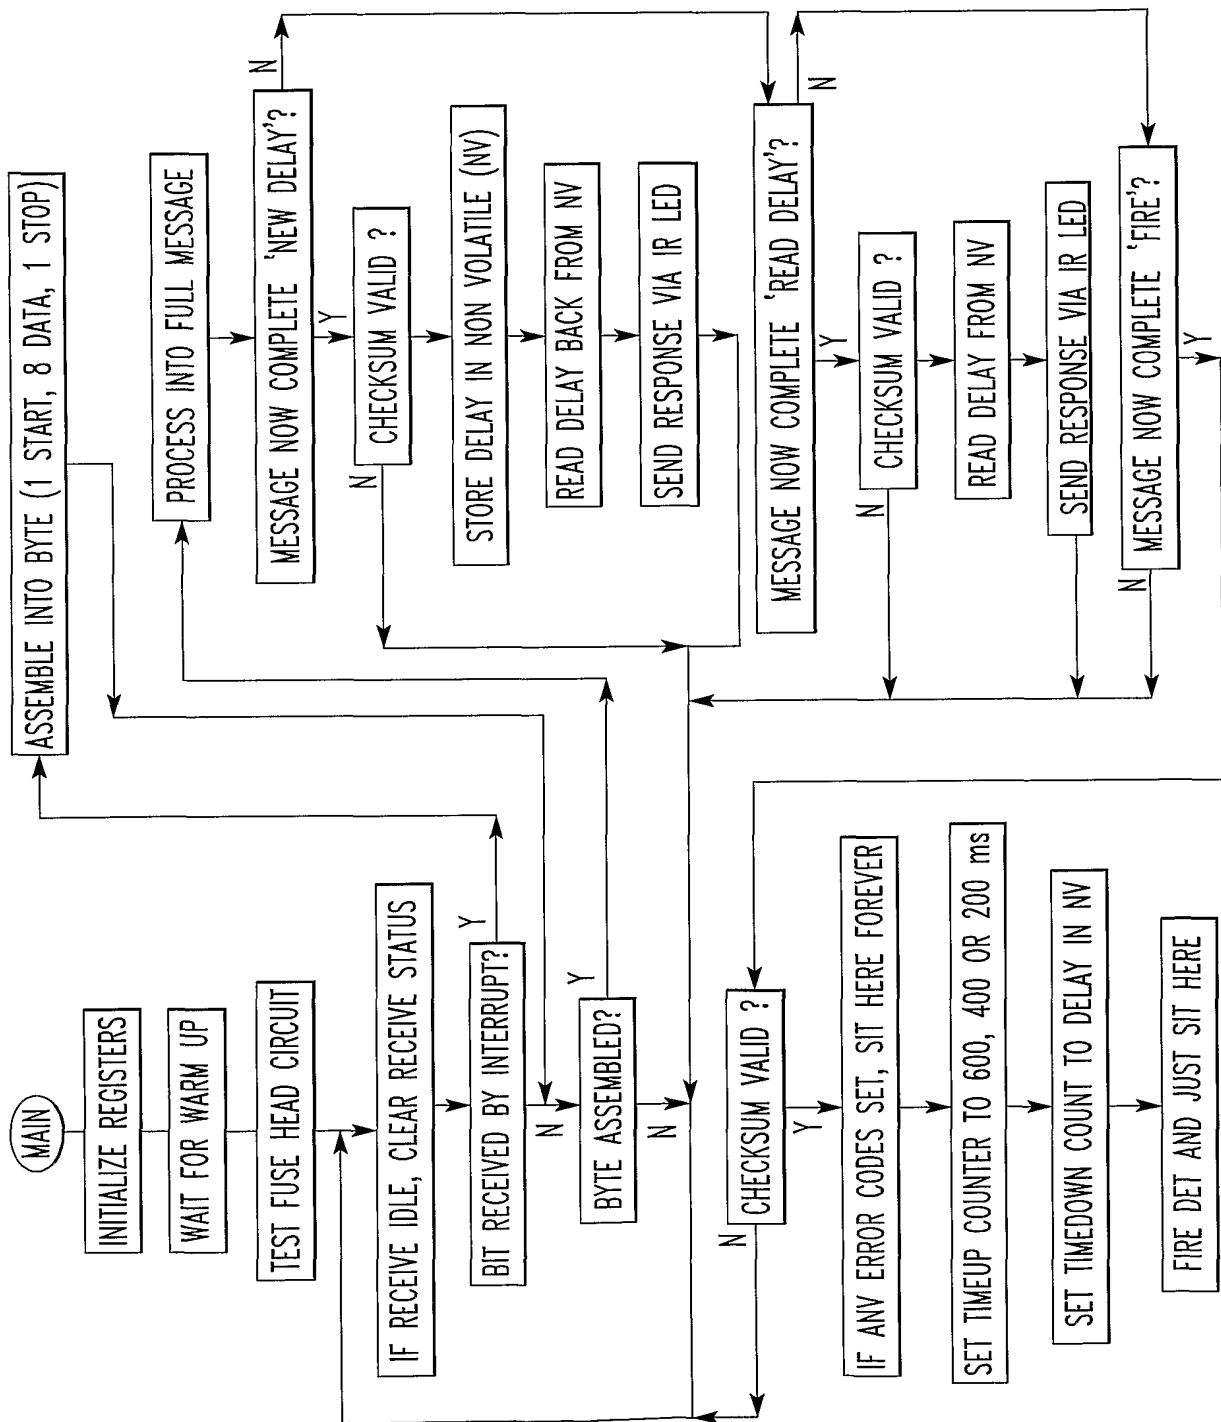 MAIN
INITIALIZE REGISTERS
WAIT FOR WARM UP
TEST FUSE HEAD CIRCUIT
IF RECEIVE IDLE, CLEAR RECEIVE STATUS
BIT RECEIVED BY INTERRUPT?
Y
N
BYTE ASSEMBLED?
Y
N
ASSEMBLE INTO BYTE (1 START, 8 DATA, 1 STOP)
PROCESS INTO FULL MESSAGE
MESSAGE NOW COMPLETE 'NEW DELAY'?
N
Y
CHECKSUM VALID ?
N
STORE DELAY IN NON VOLATILE (NV)
READ DELAY BACK FROM NV
SEND RESPONSE VIA IR LED
MESSAGE NOW COMPLETE 'READ DELAY'?
N
Y
CHECKSUM VALID ?
N
READ DELAY FROM NV
SEND RESPONSE VIA IR LED
MESSAGE NOW COMPLETE 'FIRE'?
N
Y
CHECKSUM VALID ?
N
Y
IF ANY ERROR CODES SET, SIT HERE FOREVER
SET TIMEUP COUNTER TO 600, 400 OR 200 ms
SET TIMEDOWN COUNT TO DELAY IN NV
FIRE DET AND JUST SIT HERE